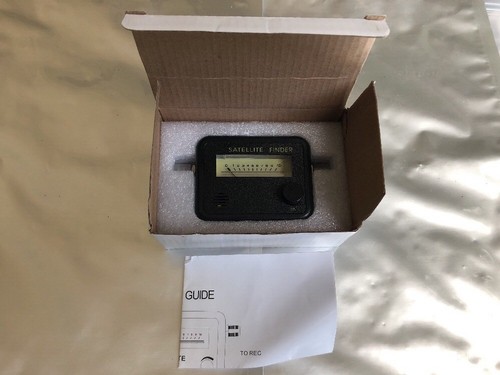 SATELLITE FINDER
GUIDE
TO REC